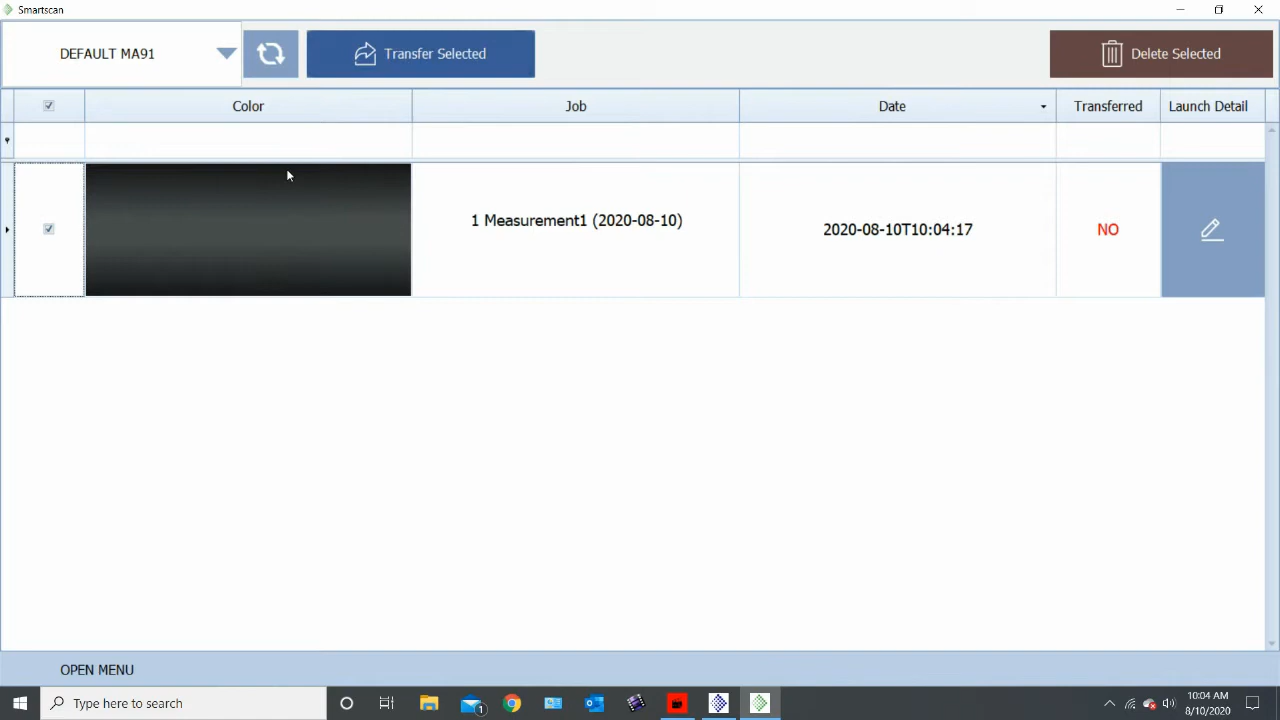 Smartscan
DEFAULT MA91
Transfer Selected
Delete Selected
Color Job Date Transferred Launch Detail
1 Measurement1 (2020-08-10) 2020-08-10T10:04:17 NO
OPEN MENU
Type here to search
1
10:04 AM
8/10/2020